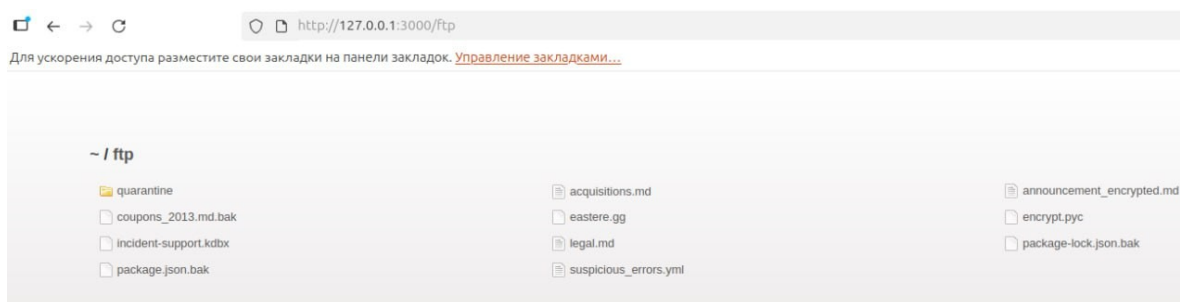 http://127.0.0.1:3000/ftp
Для ускорения доступа разместите свои закладки на панели закладок. Управление закладками...
~ / ftp
quarantine acquisitions.md announcement_encrypted.md
coupons_2013.md.bak eastere.gg encrypt.pyc
incident-support.kdbx legal.md package-lock.json.bak
package.json.bak suspicious_errors.yml